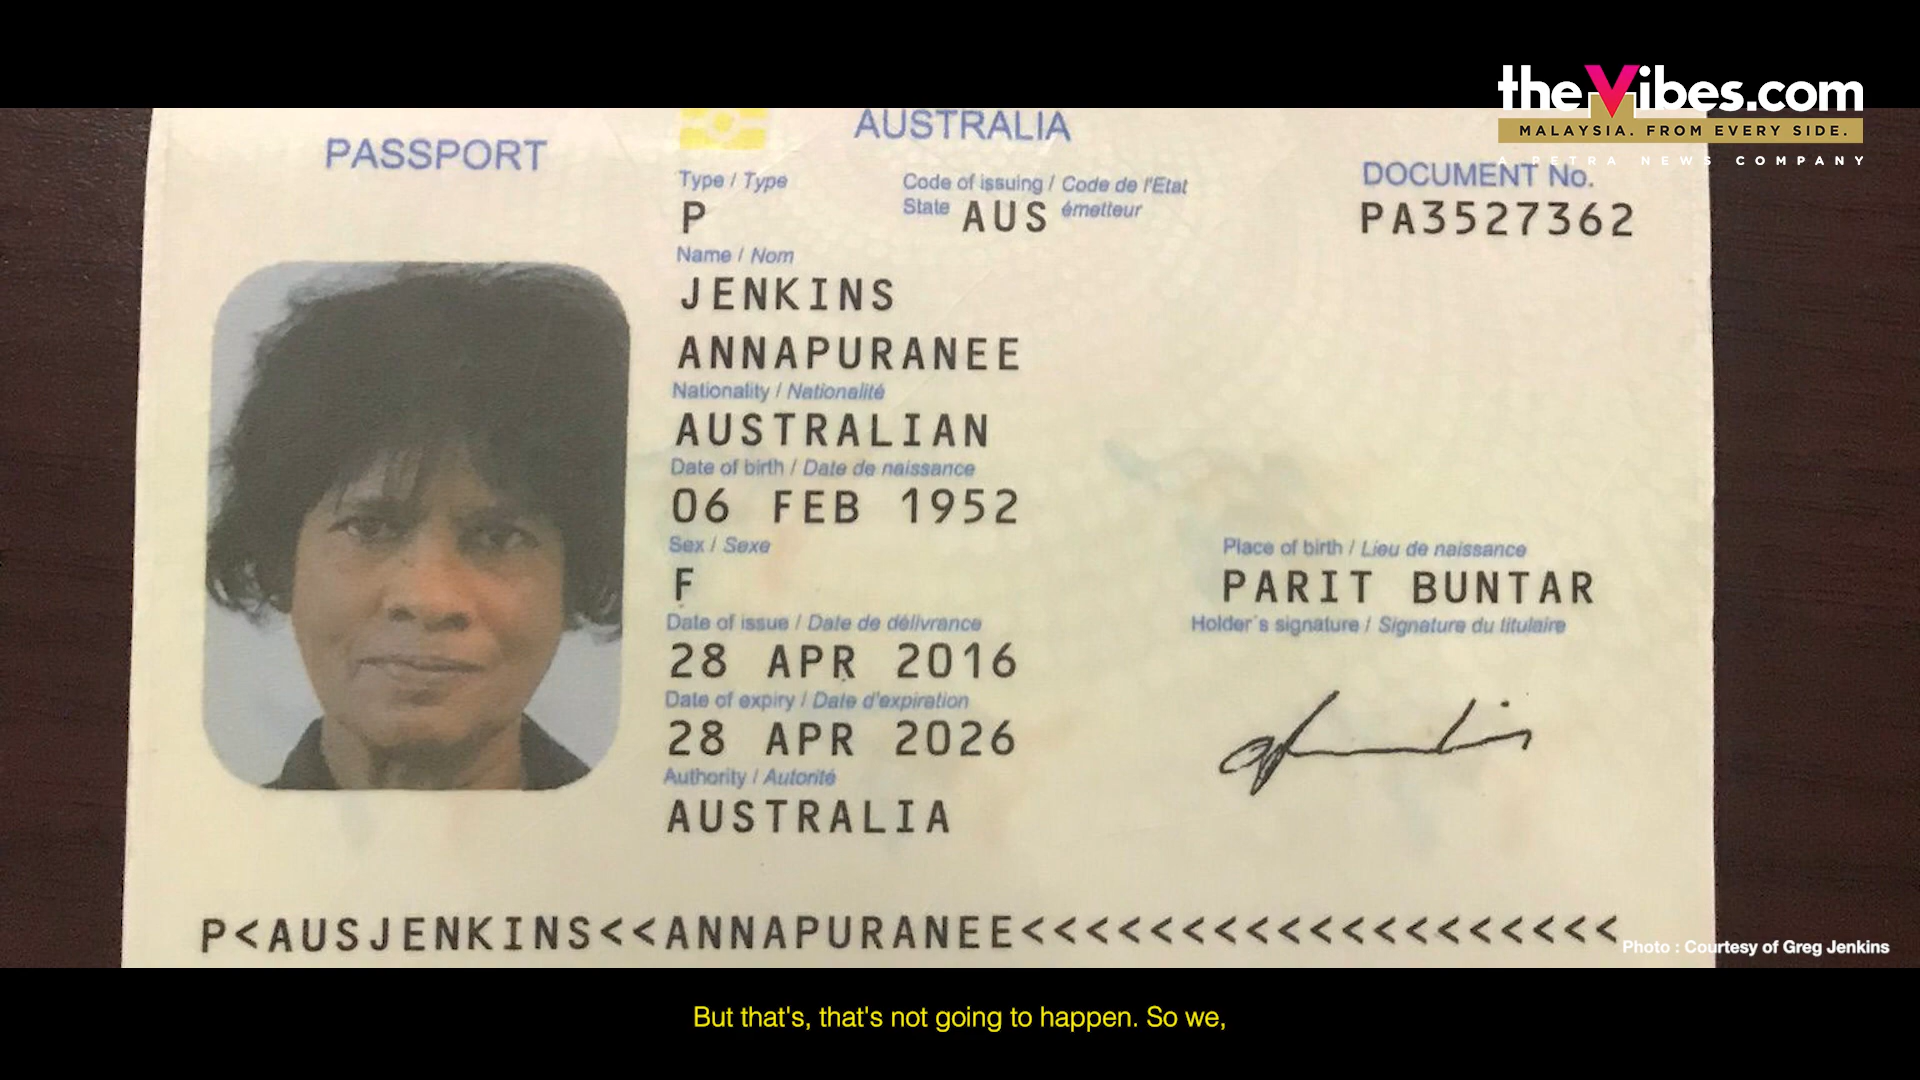 theVibes.com
MALAYSIA. FROM EVERY SIDE.
A PETRA NEWS COMPANY
PASSPORT
AUSTRALIA
Type / Type
P
Code of issuing / Code de l'Etat
State AUS émetteur
DOCUMENT No.
PA3527362
Name / Nom
JENKINS
ANNAPURANEE
Nationality / Nationalité
AUSTRALIAN
Date of birth / Date de naissance
06 FEB 1952
Sex / Sexe
F
Place of birth / Lieu de naissance
PARIT BUNTAR
Date of issue / Date de délivrance
28 APR 2016
Holder's signature / Signature du titulaire
Date of expiry / Date d'expiration
28 APR 2026
Authority / Autorité
AUSTRALIA
P<AUSJENKINS<<ANNAPURANEE<<<<<<<<<<<<<<<<<<<
Photo : Courtesy of Greg Jenkins
But that's, that's not going to happen. So we,